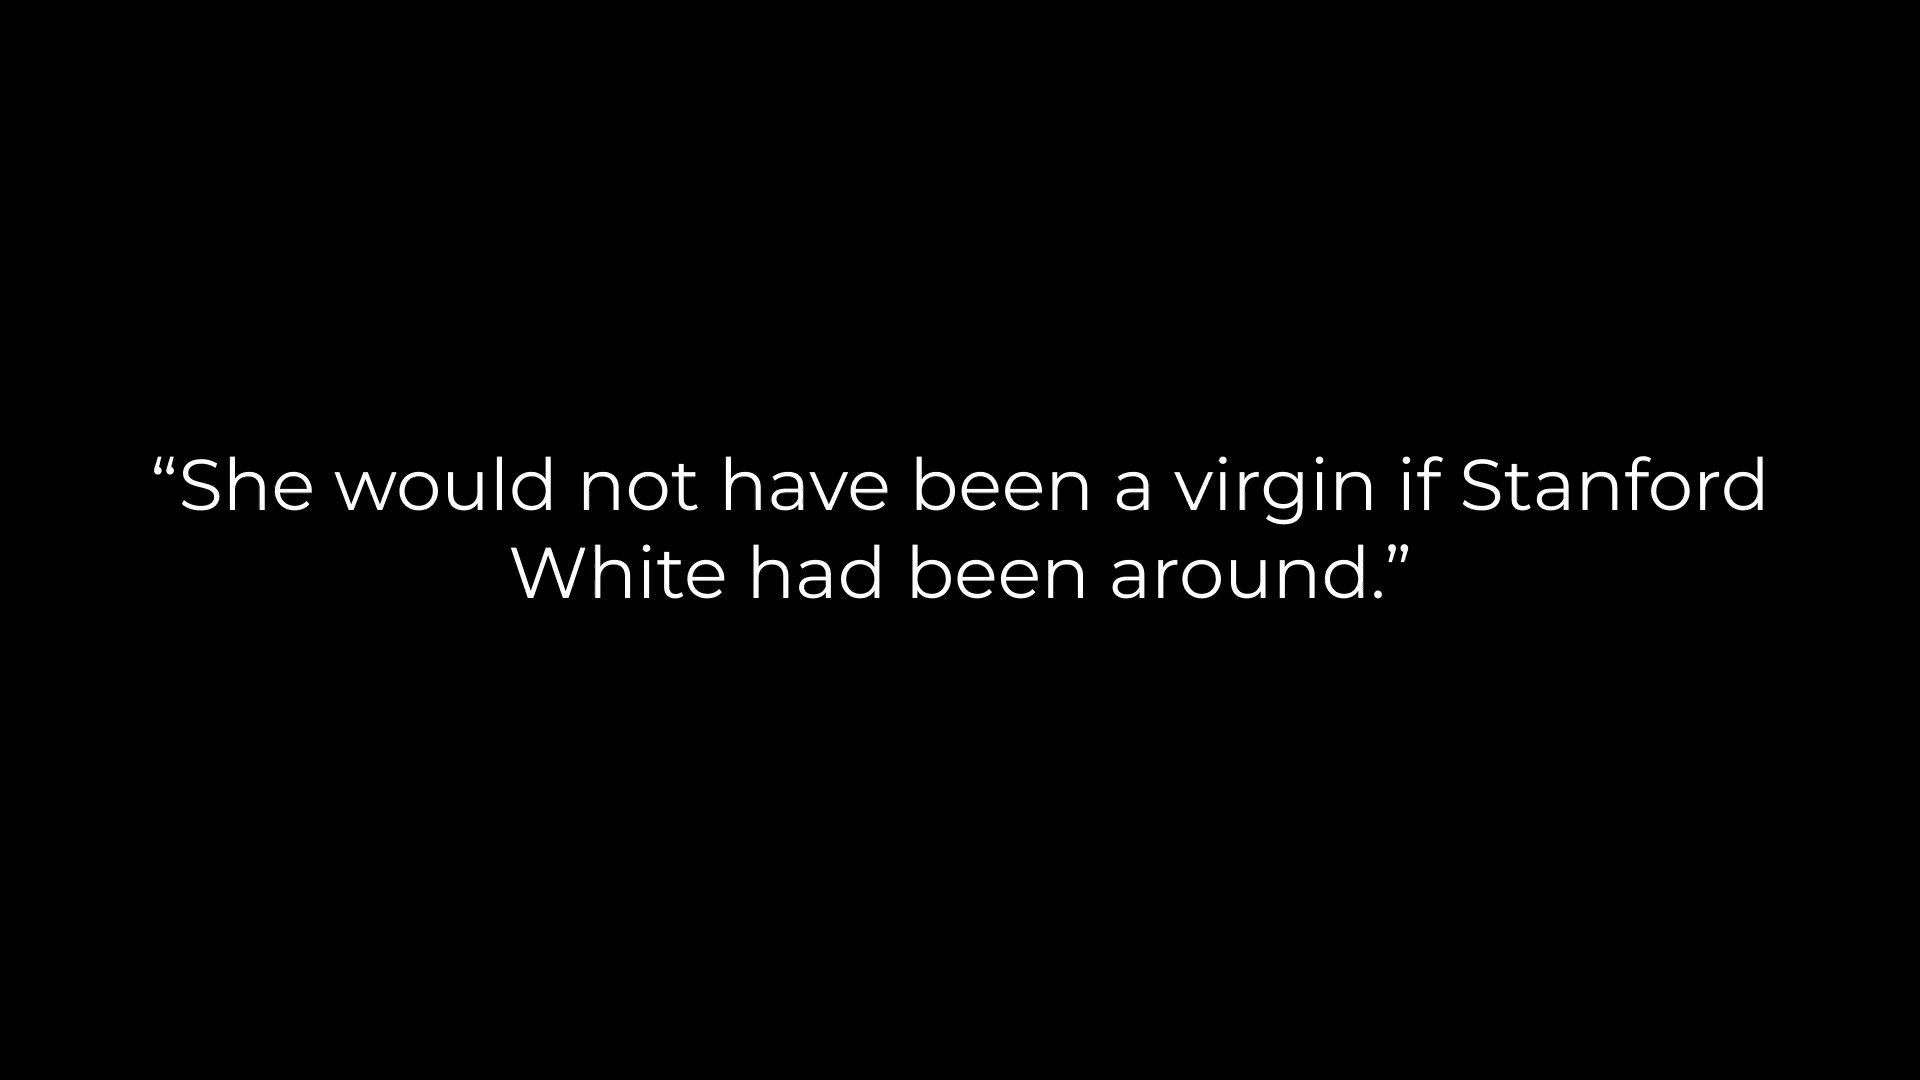 “She would not have been a virgin if Stanford
White had been around.”